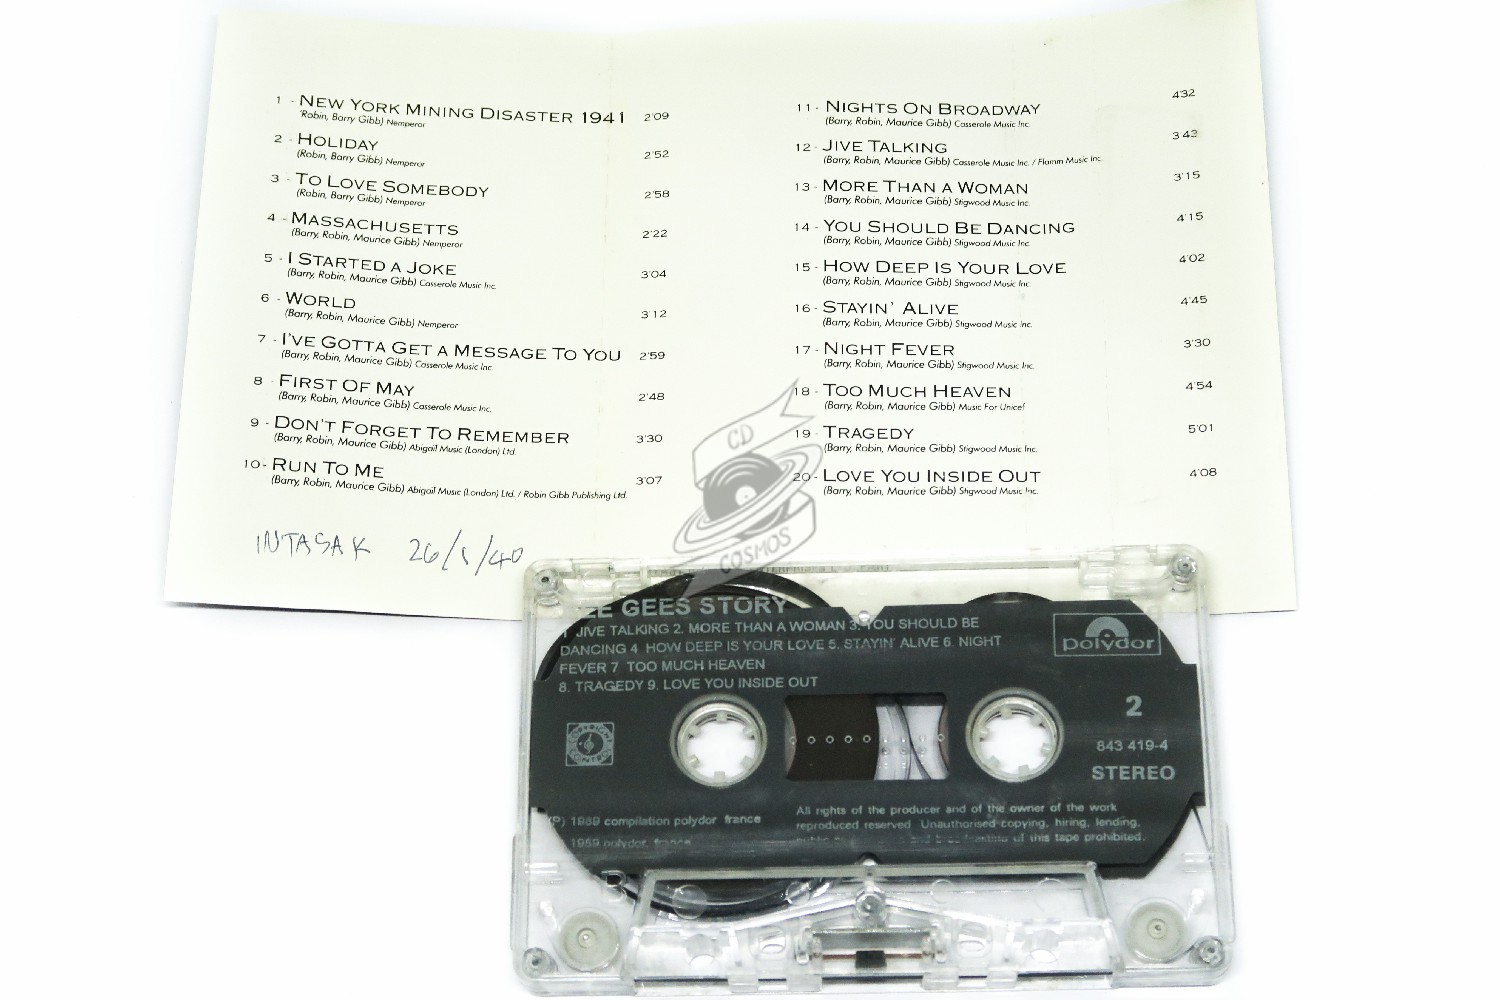 1 - NEW YORK MINING DISASTER 1941 2'09
(Robin, Barry Gibb) Nemperor
2 - HOLIDAY 2'52
(Robin, Barry Gibb) Nemperor
3 - TO LOVE SOMEBODY 2'58
(Robin, Barry Gibb) Nemperor
4 - MASSACHUSETTS 2'22
(Barry, Robin, Maurice Gibb) Nemperor
5 - I STARTED A JOKE 3'04
(Barry, Robin, Maurice Gibb) Casserole Music Inc.
6 - WORLD 3'12
(Barry, Robin, Maurice Gibb) Nemperor
7 - I'VE GOTTA GET A MESSAGE TO YOU 2'59
(Barry, Robin, Maurice Gibb) Casserole Music Inc.
8 - FIRST OF MAY 2'48
(Barry, Robin, Maurice Gibb) Casserole Music Inc.
9 - DON'T FORGET TO REMEMBER 3'30
(Barry, Robin, Maurice Gibb) Abigail Music (London) Ltd.
10 - RUN TO ME 3'07
(Barry, Robin, Maurice Gibb) Abigail Music (London) Ltd. / Robin Gibb Publishing Ltd.
INTASAK 26/1/40
11 - NIGHTS ON BROADWAY 4'32
(Barry, Robin, Maurice Gibb) Casserole Music Inc.
12 - JIVE TALKING 3'43
(Barry, Robin, Maurice Gibb) Casserole Music Inc. / Flamm Music Inc.
13 - MORE THAN A WOMAN 3'15
(Barry, Robin, Maurice Gibb) Stigwood Music Inc.
14 - YOU SHOULD BE DANCING 4'15
(Barry, Robin, Maurice Gibb) Stigwood Music Inc.
15 - HOW DEEP IS YOUR LOVE 4'02
(Barry, Robin, Maurice Gibb) Stigwood Music Inc.
16 - STAYIN' ALIVE 4'45
(Barry, Robin, Maurice Gibb) Stigwood Music Inc.
17 - NIGHT FEVER 3'30
(Barry, Robin, Maurice Gibb) Stigwood Music Inc.
18 - TOO MUCH HEAVEN 4'54
(Barry, Robin, Maurice Gibb) Music For Unicef
19 - TRAGEDY 5'01
(Barry, Robin, Maurice Gibb) Stigwood Music Inc.
20 - LOVE YOU INSIDE OUT 4'08
(Barry, Robin, Maurice Gibb) Stigwood Music Inc.
CD
COSMOS
GEES STORY
1 JIVE TALKING 2. MORE THAN A WOMAN 3. YOU SHOULD BE
DANCING 4 HOW DEEP IS YOUR LOVE 5. STAYIN' ALIVE 6. NIGHT
FEVER 7 TOO MUCH HEAVEN
8. TRAGEDY 9. LOVE YOU INSIDE OUT
polydor
2
843 419-4
STEREO
(P) 1989 compilation polydor france
1989 polydor, france
All rights of the producer and of the owner of the work
reproduced reserved Unauthorised copying, hiring, lending,
of this tape prohibited.